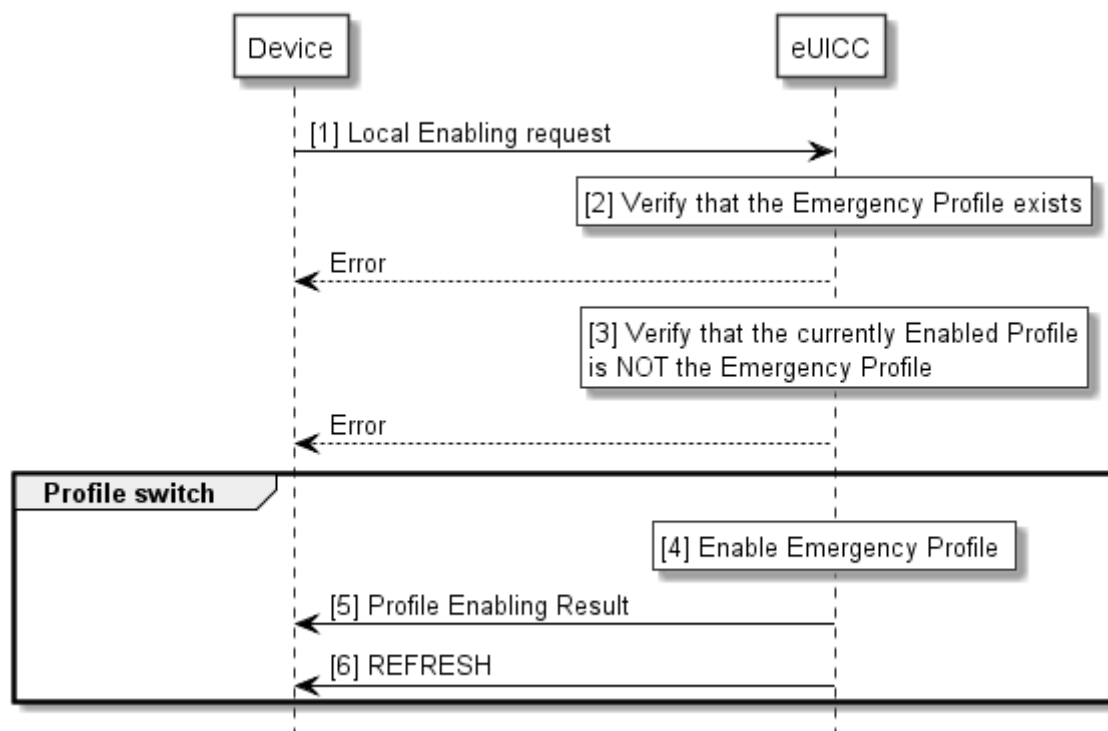 Device
eUICC
[1] Local Enabling request
[2] Verify that the Emergency Profile exists
Error
[3] Verify that the currently Enabled Profile
is NOT the Emergency Profile
Error
Profile switch
[4] Enable Emergency Profile
[5] Profile Enabling Result
[6] REFRESH